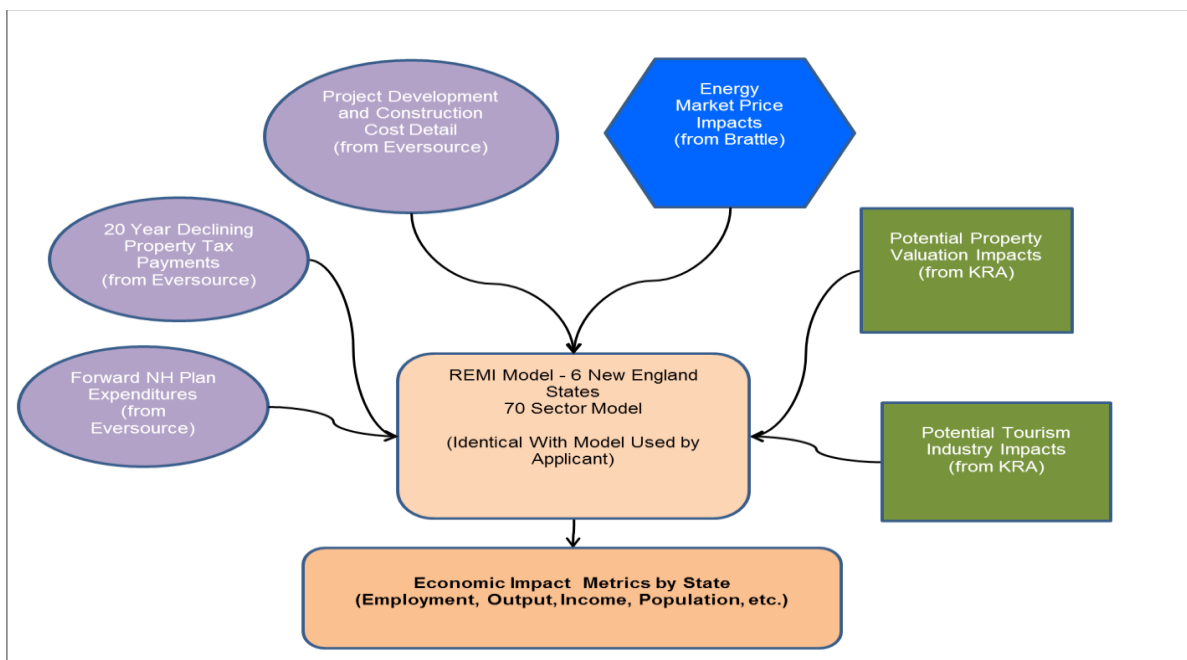 Project Development
and Construction
Cost Detail
(from Eversource)
Energy
Market Price
Impacts
(from Brattle)
20 Year Declining
Property Tax
Payments
(from Eversource)
Potential Property
Valuation Impacts
(from KRA)
Forward NH Plan
Expenditures
(from
Eversource)
REMI Model - 6 New England
States
70 Sector Model
(Identical With Model Used by
Applicant)
Potential Tourism
Industry Impacts
(from KRA)
Economic Impact Metrics by State
(Employment, Output, Income, Population, etc.)